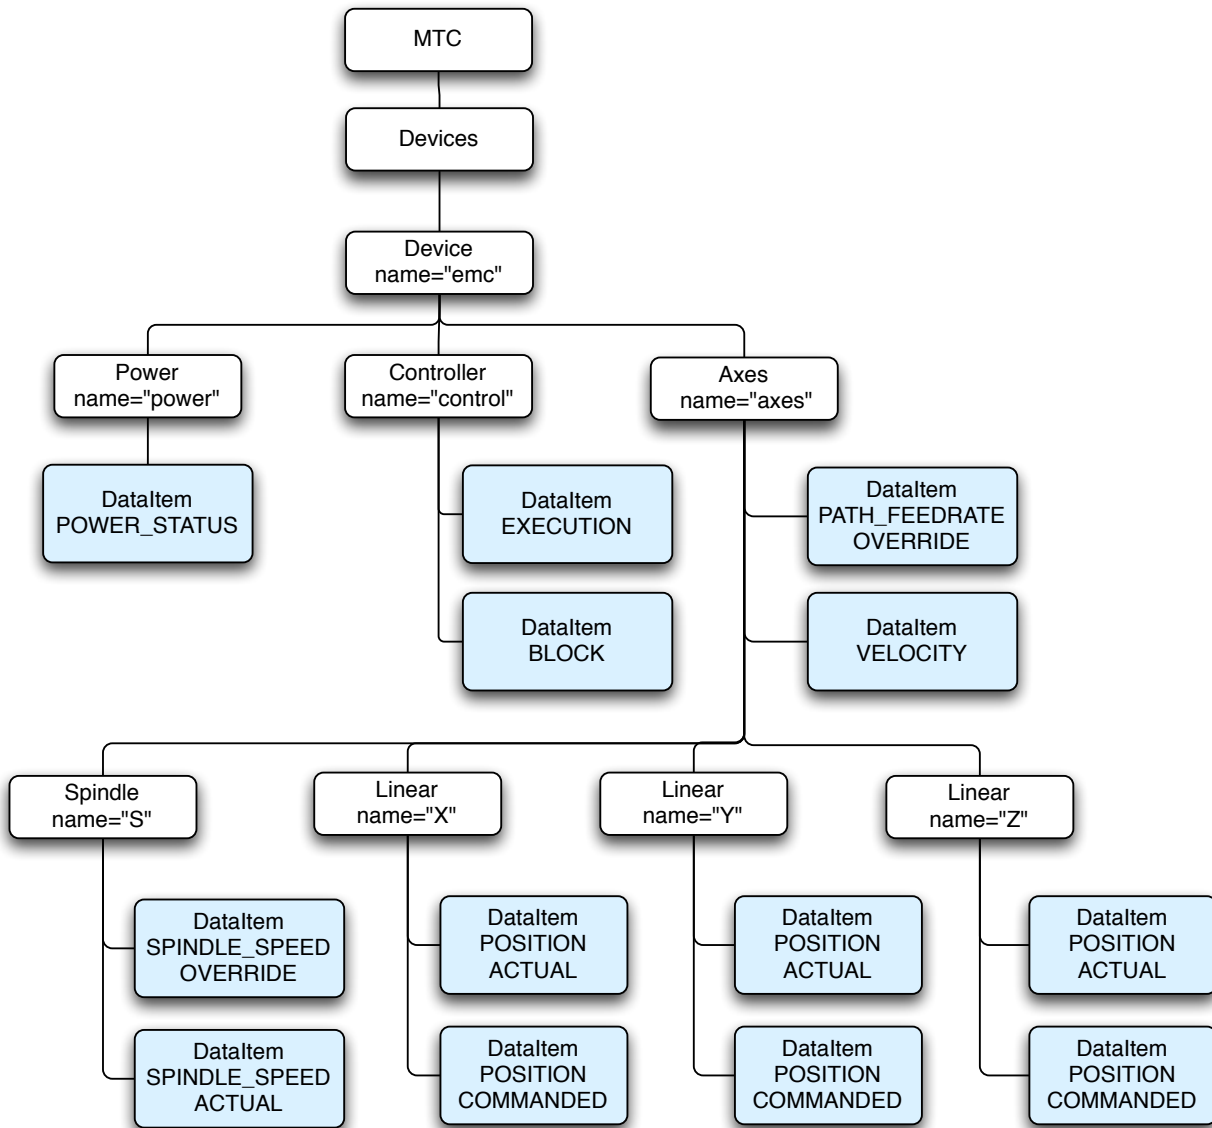 MTC
Devices
Device
name="emc"
Power
name="power"
Controller
name="control"
Axes
name="axes"
DataItem
POWER_STATUS
DataItem
EXECUTION
DataItem
PATH_FEEDRATE
OVERRIDE
DataItem
BLOCK
DataItem
VELOCITY
Spindle
name="S"
Linear
name="X"
Linear
name="Y"
Linear
name="Z"
DataItem
SPINDLE_SPEED
OVERRIDE
DataItem
POSITION
ACTUAL
DataItem
POSITION
ACTUAL
DataItem
POSITION
ACTUAL
DataItem
SPINDLE_SPEED
ACTUAL
DataItem
POSITION
COMMANDED
DataItem
POSITION
COMMANDED
DataItem
POSITION
COMMANDED